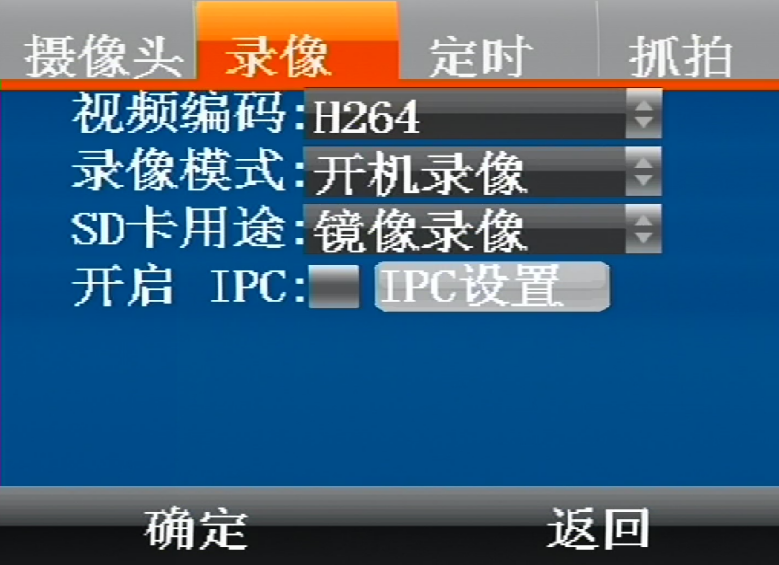 摄像头 录像 定时 抓拍
视频编码:H264
录像模式:开机录像
SD卡用途:镜像录像
开启 IPC: IPC设置
确定 返回